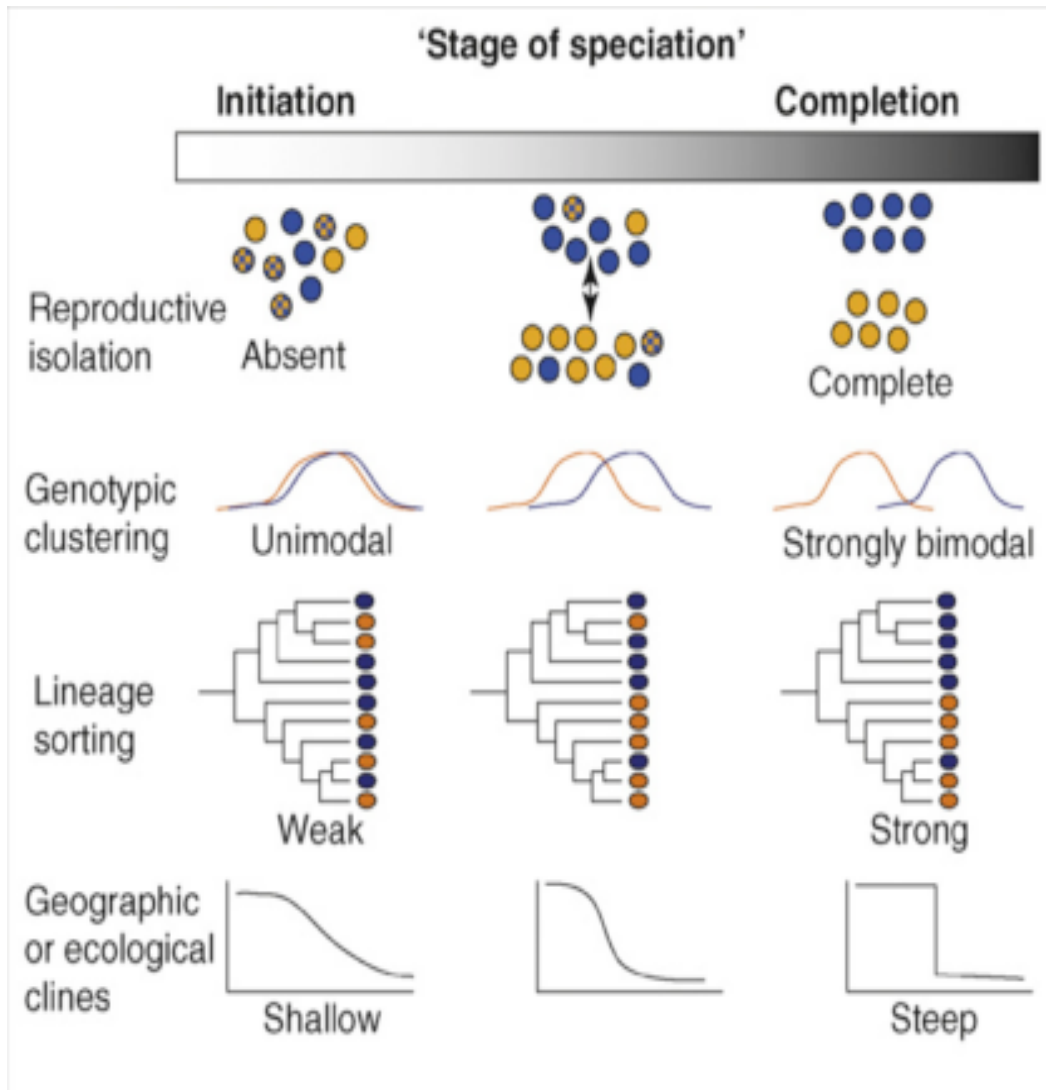 'Stage of speciation'
Initiation
Completion
Reproductive
isolation
Absent
Complete
Genotypic
clustering
Unimodal
Strongly bimodal
Lineage
sorting
Weak
Strong
Geographic
or ecological
clines
Shallow
Steep